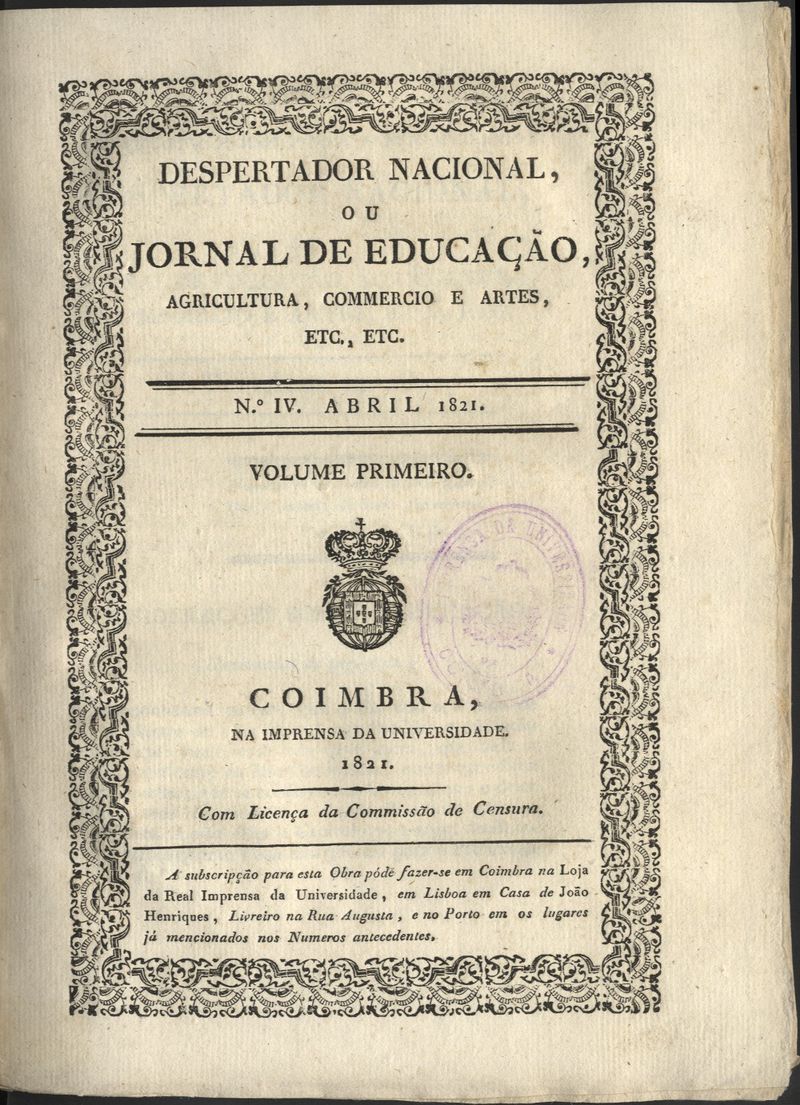 DESPERTADOR NACIONAL,
OU
JORNAL DE EDUCAÇÃO,
AGRICULTURA, COMMERCIO E ARTES,
ETC., ETC.
N.º IV. ABRIL 1821.
VOLUME PRIMEIRO.
COIMBRA,
NA IMPRENSA DA UNIVERSIDADE.
1821.
Com Licença da Commissão de Censura.
A subscripção para esta Obra póde fazer-se em Coimbra na Loja
da Real Imprensa da Universidade, em Lisboa em Casa de João
Henriques, Livreiro na Rua Augusta, e no Porto em os lugares
já mencionados nos Numeros antecedentes.